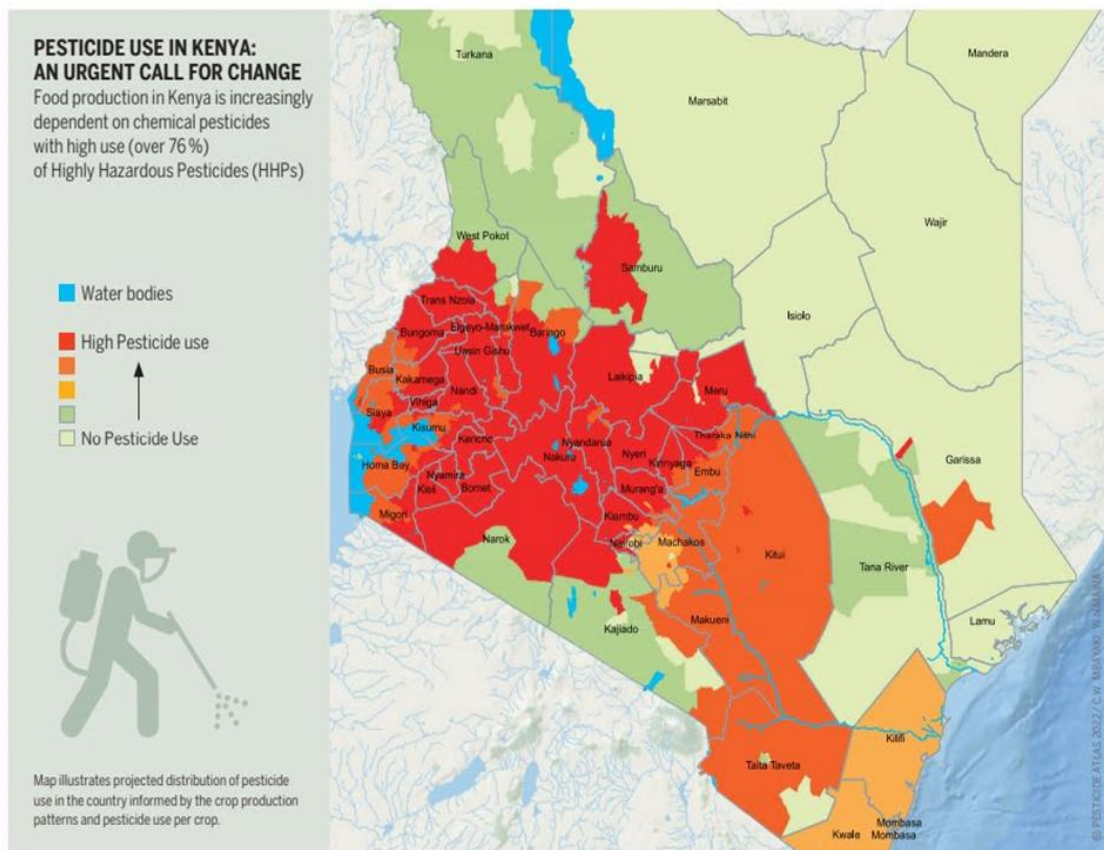 PESTICIDE USE IN KENYA:
AN URGENT CALL FOR CHANGE
Food production in Kenya is increasingly
dependent on chemical pesticides
with high use (over 76 %)
of Highly Hazardous Pesticides (HHPs)
Water bodies
High Pesticide use
No Pesticide Use
Map illustrates projected distribution of pesticide
use in the country informed by the crop production
patterns and pesticide use per crop.
Turkana
Mandera
Marsabit
Wajir
West Pokot
Samburu
Trans Nzoia
Isiolo
Bungoma
Elgeyo-Marakwet
Baringo
Uasin Gishu
Busia
Kakamega
Laikipia
Meru
Nandi
Vihiga
Siaya
Kisumu
Tharaka Nithi
Kericho
Nyandarua
Nyeri
Garissa
Homa Bay
Nyamira
Nakuru
Kirinyaga
Embu
Kisii
Bomet
Murang'a
Migori
Kiambu
Narok
Nairobi
Machakos
Kitui
Tana River
Kajiado
Makueni
Lamu
Kilifi
Taita Taveta
Mombasa
Kwale
Mombasa